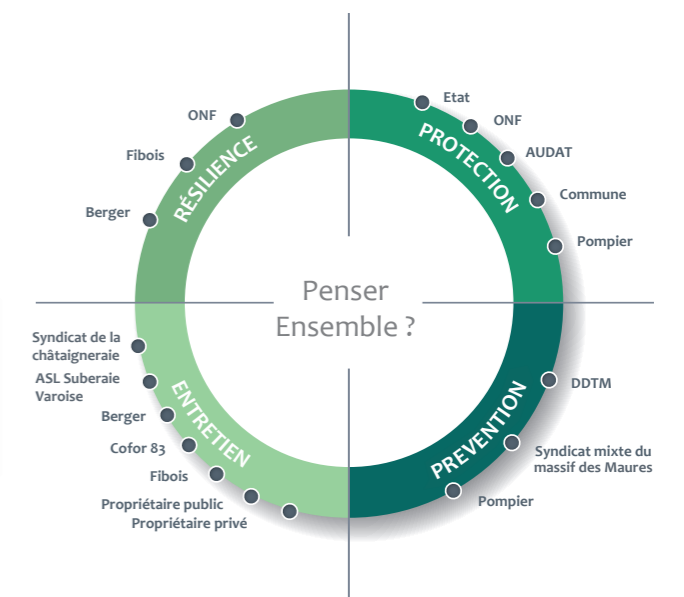 RÉSILIENCE
ONF
Fibois
Berger
PROTECTION
Etat
ONF
AUDAT
Commune
Pompier
Penser
Ensemble ?
ENTRETIEN
Syndicat de la
châtaigneraie
ASL Suberaie
Varoise
Berger
Cofor 83
Fibois
Propriétaire public
Propriétaire privé
PREVENTION
DDTM
Syndicat mixte du
massif des Maures
Pompier